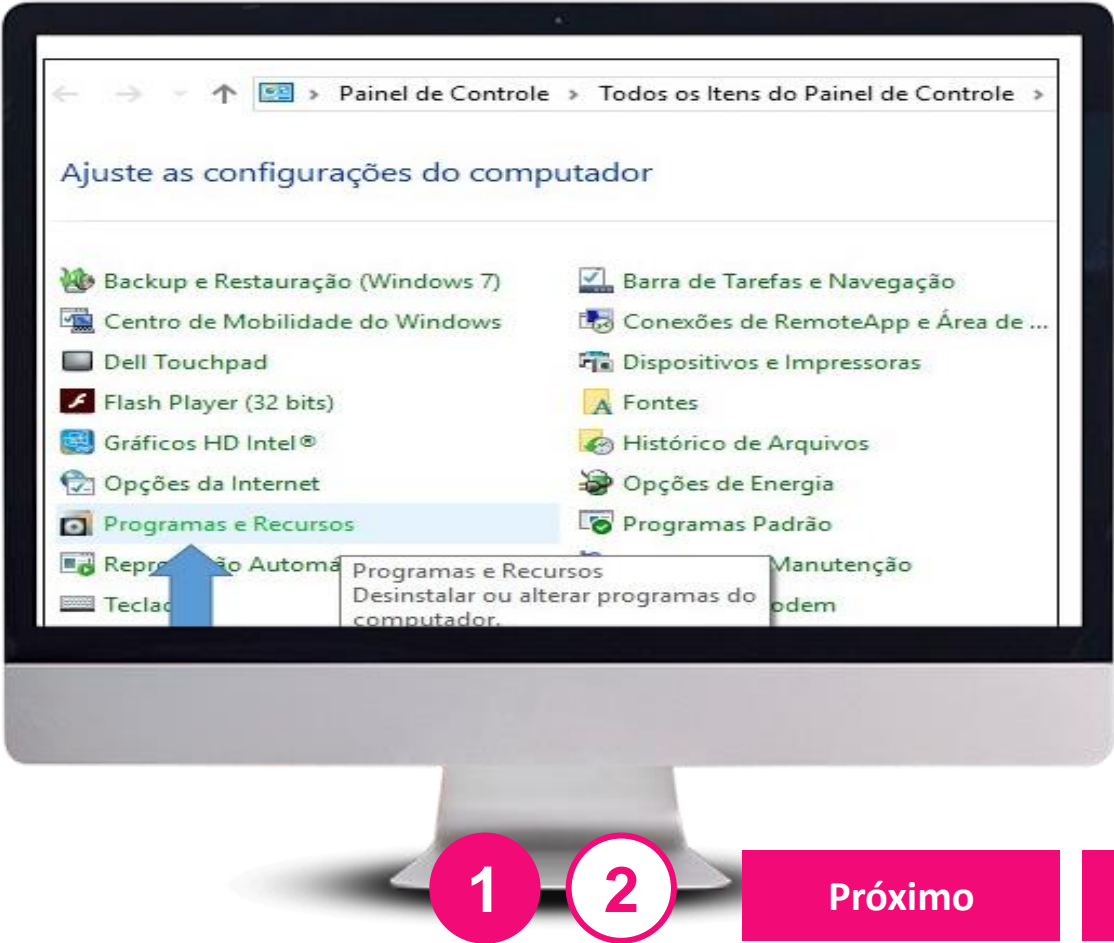 Painel de Controle > Todos os Itens do Painel de Controle >
Ajuste as configurações do computador
Backup e Restauração (Windows 7)
Barra de Tarefas e Navegação
Centro de Mobilidade do Windows
Conexões de RemoteApp e Área de ...
Dell Touchpad
Dispositivos e Impressoras
Flash Player (32 bits)
Fontes
Gráficos HD Intel®
Histórico de Arquivos
Opções da Internet
Opções de Energia
Programas e Recursos
Programas Padrão
Manutenção
Programas e Recursos
Desinstalar ou alterar programas do
computador.
1
2
Próximo